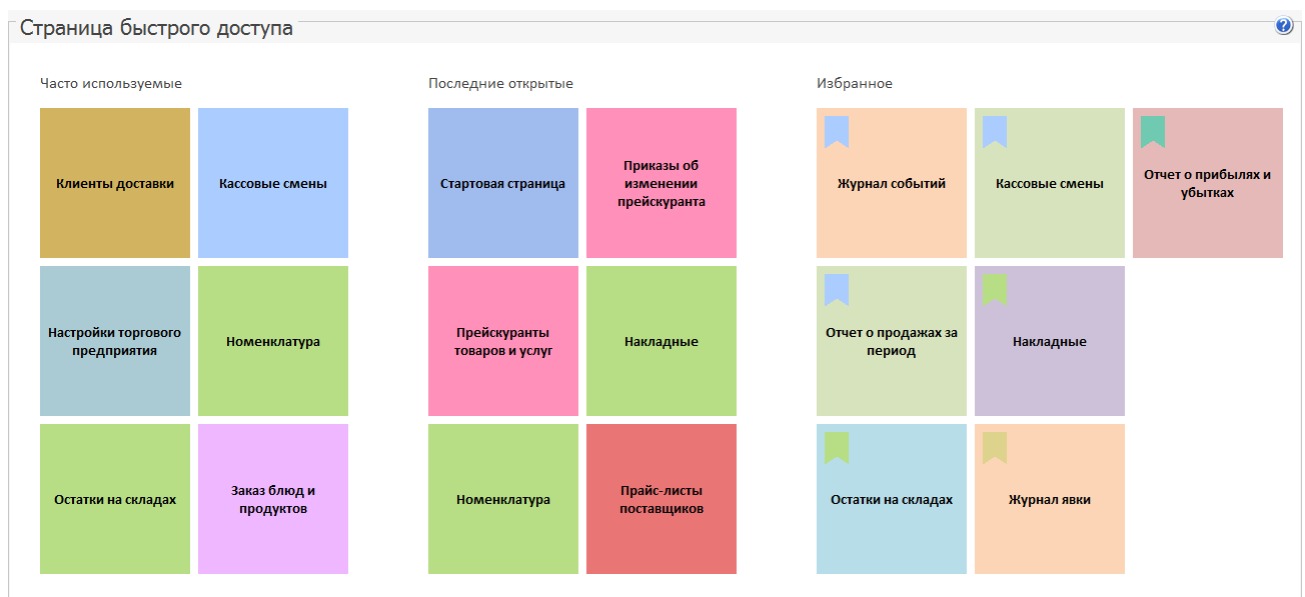 Страница быстрого доступа
?
Часто используемые
Клиенты доставки
Кассовые смены
Настройки торгового
предприятия
Номенклатура
Остатки на складах
Заказ блюд и
продуктов
Последние открытые
Стартовая страница
Приказы об
изменении
прейскуранта
Прейскуранты
товаров и услуг
Накладные
Номенклатура
Прайс-листы
поставщиков
Избранное
Журнал событий
Кассовые смены
Отчет о прибылях и
убытках
Отчет о продажах за
период
Накладные
Остатки на складах
Журнал явки